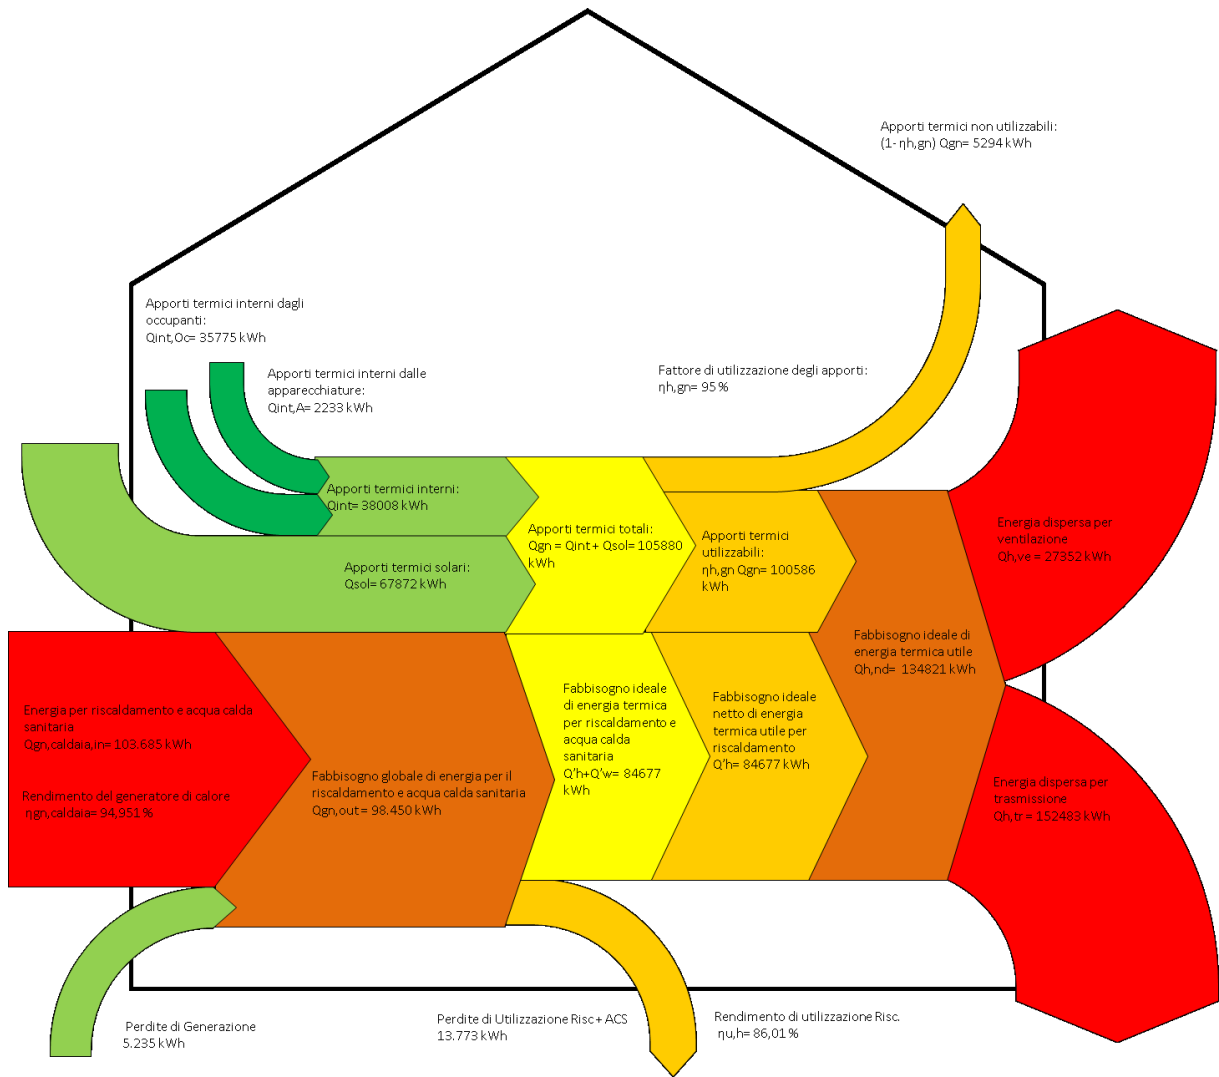 Apporti termici non utilizzabili:
(1- ηh,gn) Qgn= 5294 kWh
Apporti termici interni dagli
occupanti:
Qint,Oc= 35775 kWh
Apporti termici interni dalle
apparecchiature:
Qint,A= 2233 kWh
Fattore di utilizzazione degli apporti:
ηh,gn= 95 %
Apporti termici interni:
Qint= 38008 kWh
Apporti termici totali:
Qgn = Qint + Qsol= 105880
kWh
Apporti termici
utilizzabili:
ηh,gn Qgn= 100586
kWh
Energia dispersa per
ventilazione
Qh,ve = 27352 kWh
Apporti termici solari:
Qsol= 67872 kWh
Fabbisogno ideale di
energia termica utile
Qh,nd= 134821 kWh
Energia per riscaldamento e acqua calda
sanitaria
Qgn,caldaia,in= 103.685 kWh
Rendimento del generatore di calore
ηgn,caldaia= 94,951 %
Fabbisogno globale di energia per il
riscaldamento e acqua calda sanitaria
Qgn,out = 98.450 kWh
Fabbisogno ideale
di energia termica
per riscaldamento e
acqua calda
sanitaria
Q'h+Q'w= 84677
kWh
Fabbisogno ideale
netto di energia
termica utile per
riscaldamento
Q'h= 84677 kWh
Energia dispersa per
trasmissione
Qh,tr = 152483 kWh
Perdite di Generazione
5.235 kWh
Perdite di Utilizzazione Risc + ACS
13.773 kWh
Rendimento di utilizzazione Risc.
ηu,h= 86,01 %